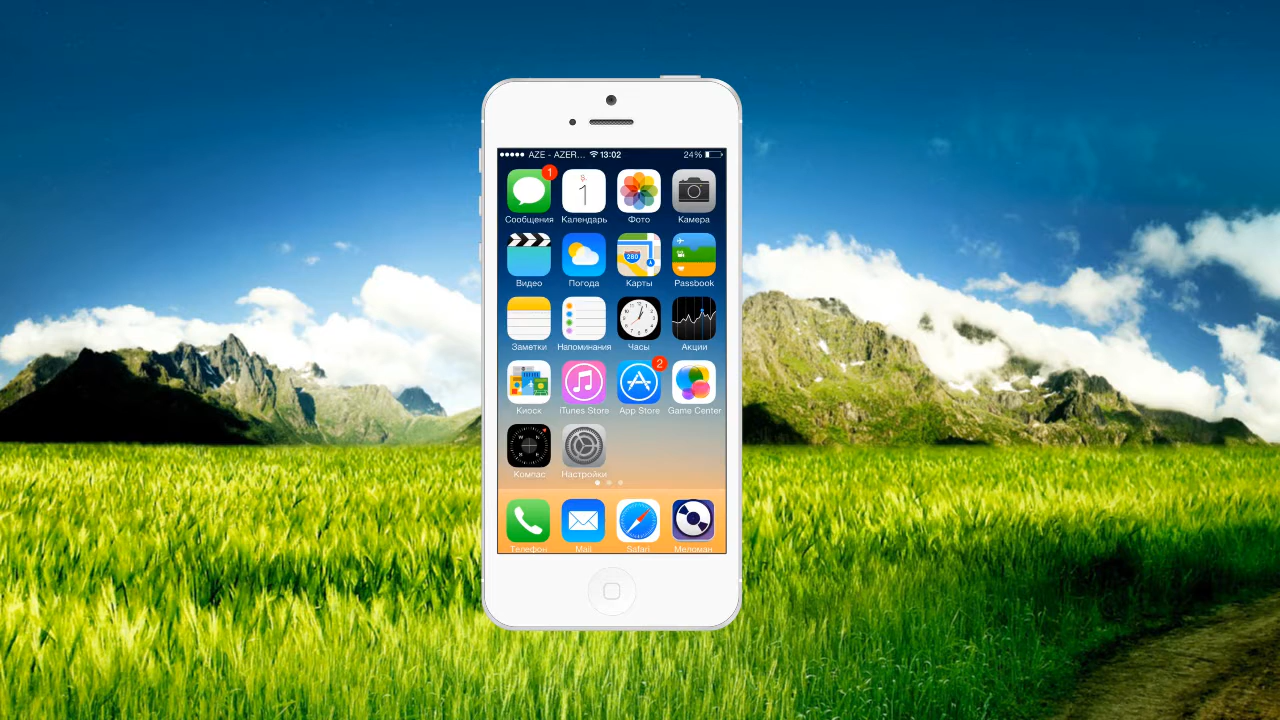 AZE - AZER... 13:02 24%
1
В.
1
Сообщения Календарь Фото Камера
280
Видео Погода Карты Passbook
Заметки Напоминания Часы Акции
2
Киоск iTunes Store App Store Game Center
N
W E
S
Компас Настройки
Телефон Mail Safari Меломан